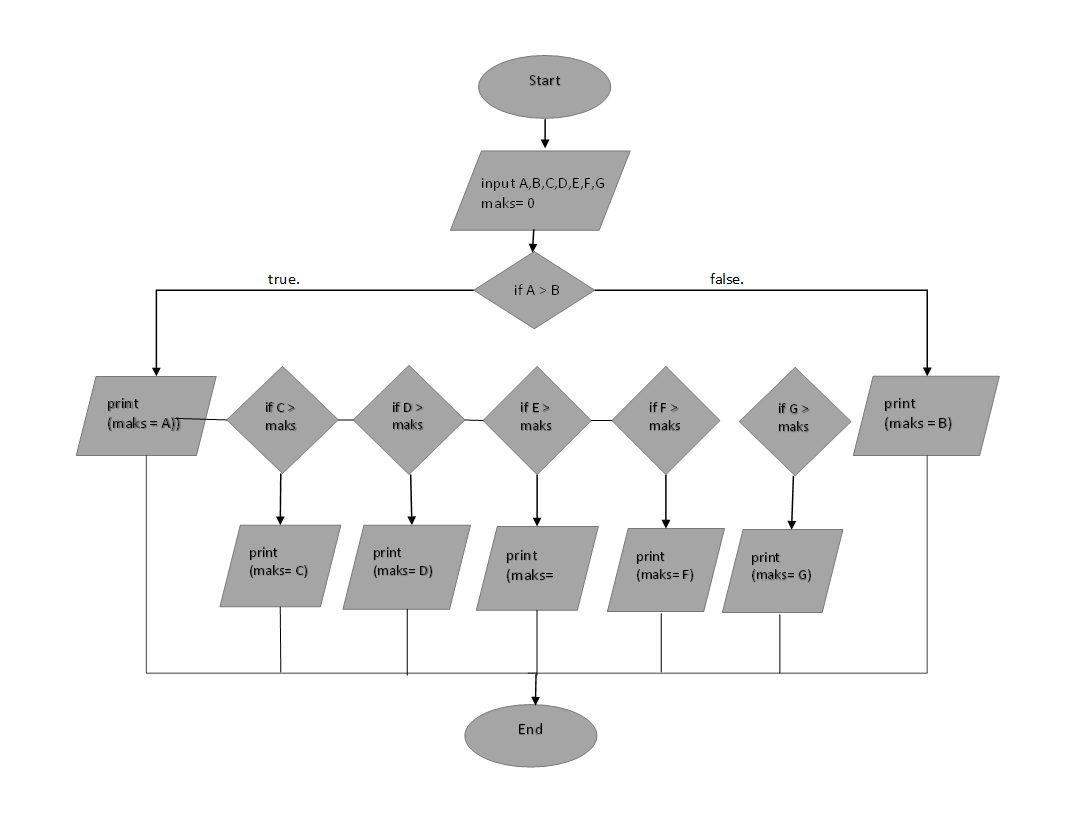 Start
input A,B,C,D,E,F,G
maks= 0
if A > B
true.
false.
print
(maks = A))
if C >
maks
if D >
maks
if E >
maks
if F >
maks
if G >
maks
print
(maks = B)
print
(maks= C)
print
(maks= D)
print
(maks=
print
(maks= F)
print
(maks= G)
End